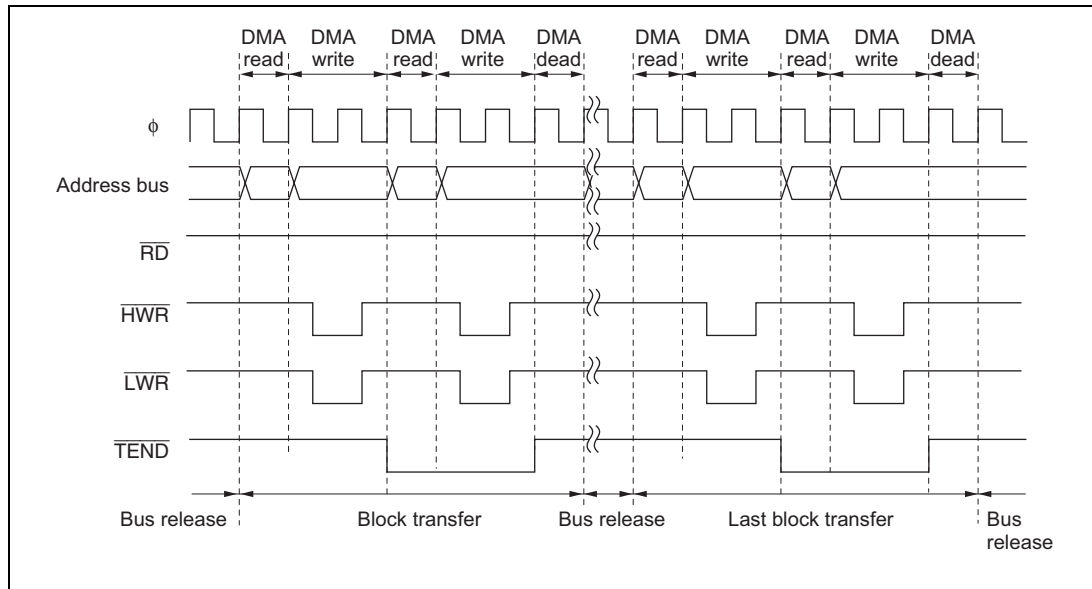 DMA read DMA write DMA read DMA write DMA dead DMA read DMA write DMA read DMA write DMA dead
φ
Address bus
RD
HWR
LWR
TEND
Bus release Block transfer Bus release Last block transfer Bus release